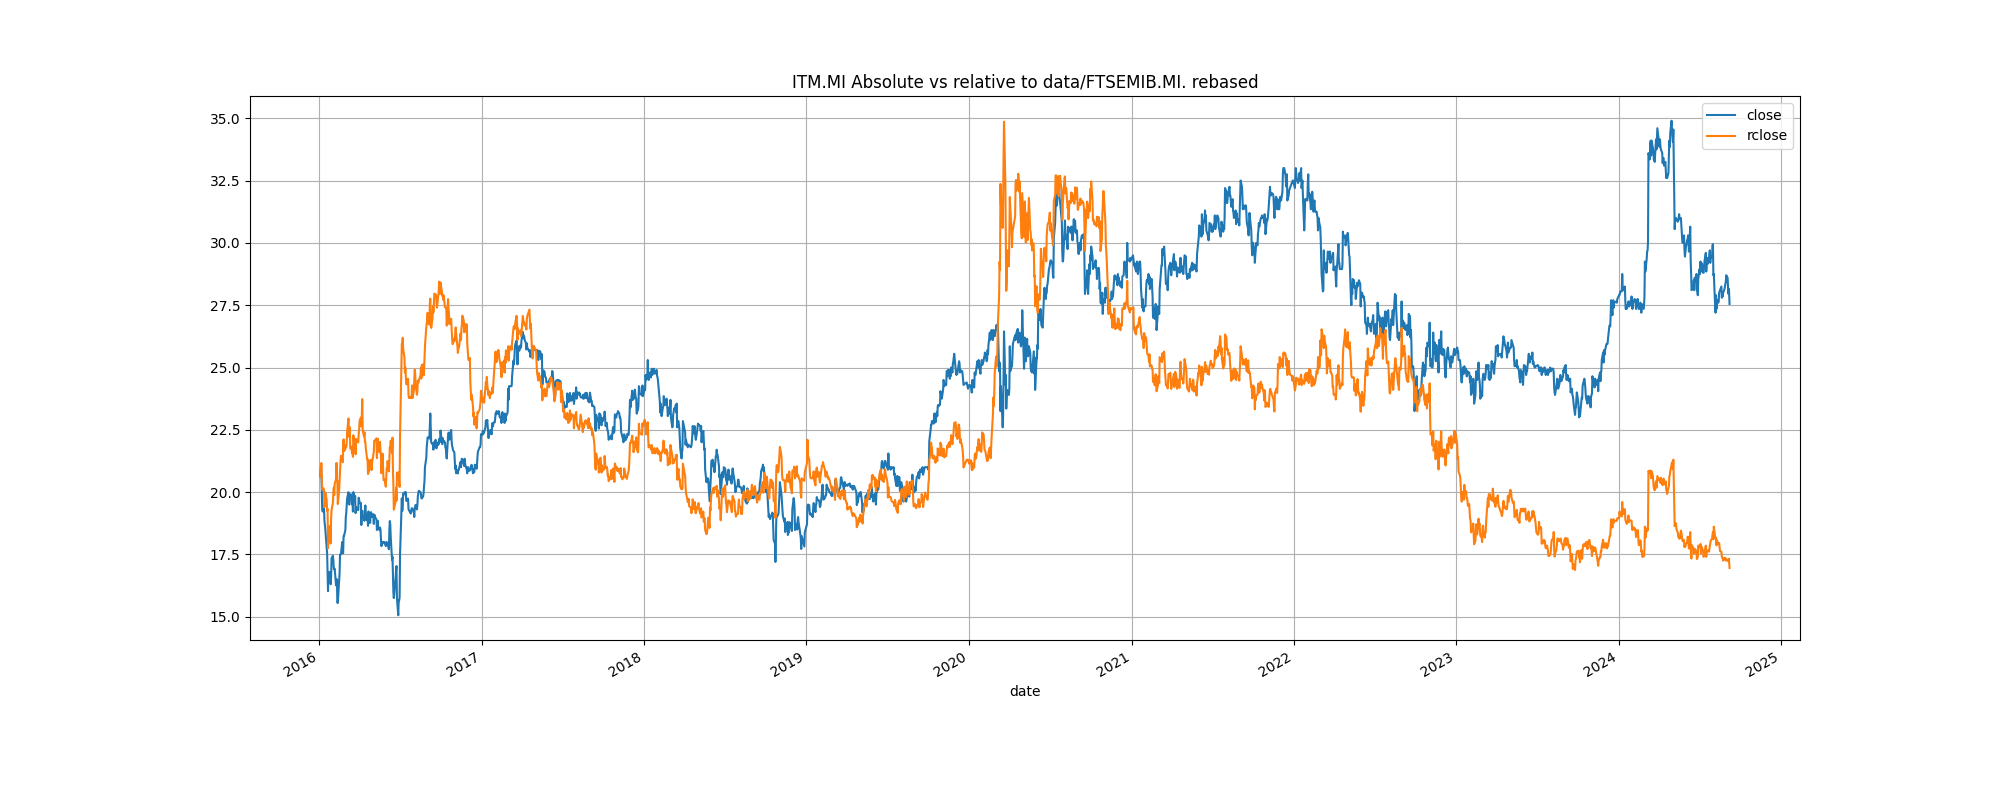 ITM.MI Absolute vs relative to data/FTSEMIB.MI. rebased
close
rclose
35.0
32.5
30.0
27.5
25.0
22.5
20.0
17.5
15.0
2016 2017 2018 2019 2020 2021 2022 2023 2024 2025
date